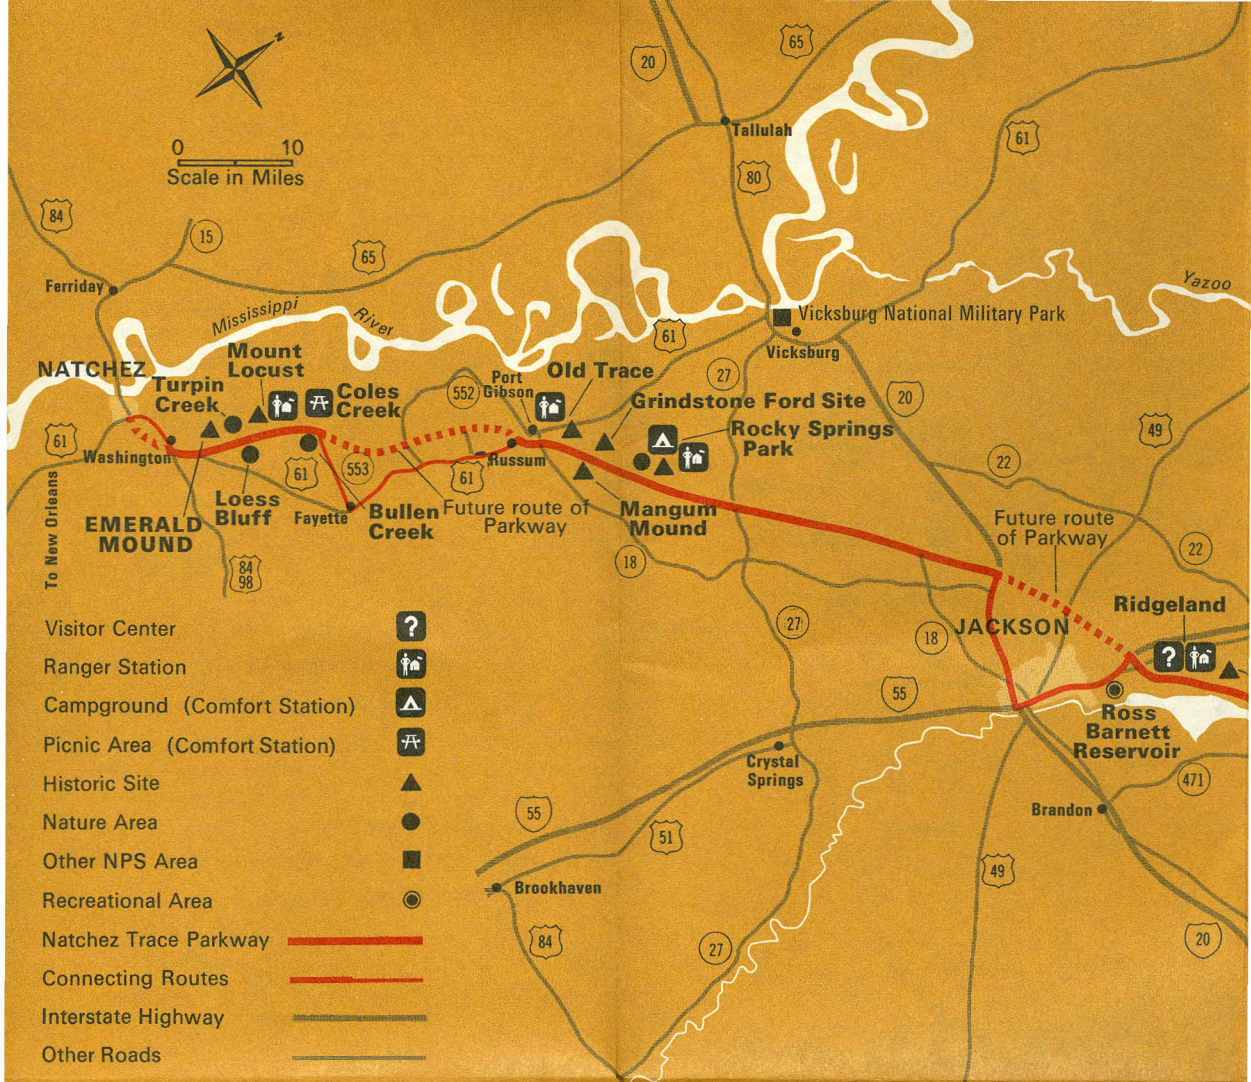 N
0 10
Scale in Miles
20
65
Tallulah
80
61
84
15
65
Ferriday
Mississippi
River
Yazoo
61
Vicksburg National Military Park
Vicksburg
NATCHEZ
Mount
Locust
Turpin
Creek
Coles
Creek
552
Port
Gibson
Old Trace
27
Grindstone Ford Site
Rocky Springs
Park
20
49
22
61
Washington
To New Orleans
EMERALD
MOUND
Loess
Bluff
61
553
Fayette
Bullen
Creek
61
Russum
Future route of
Parkway
Mangum
Mound
18
84
98
Future route
of Parkway
22
Ridgeland
JACKSON
18
27
55
?
Ross
Barnett
Reservoir
471
Crystal
Springs
Brandon
55
51
49
Brookhaven
84
27
20
Visitor Center ?
Ranger Station
Campground (Comfort Station)
Picnic Area (Comfort Station)
Historic Site
Nature Area
Other NPS Area
Recreational Area
Natchez Trace Parkway
Connecting Routes
Interstate Highway
Other Roads